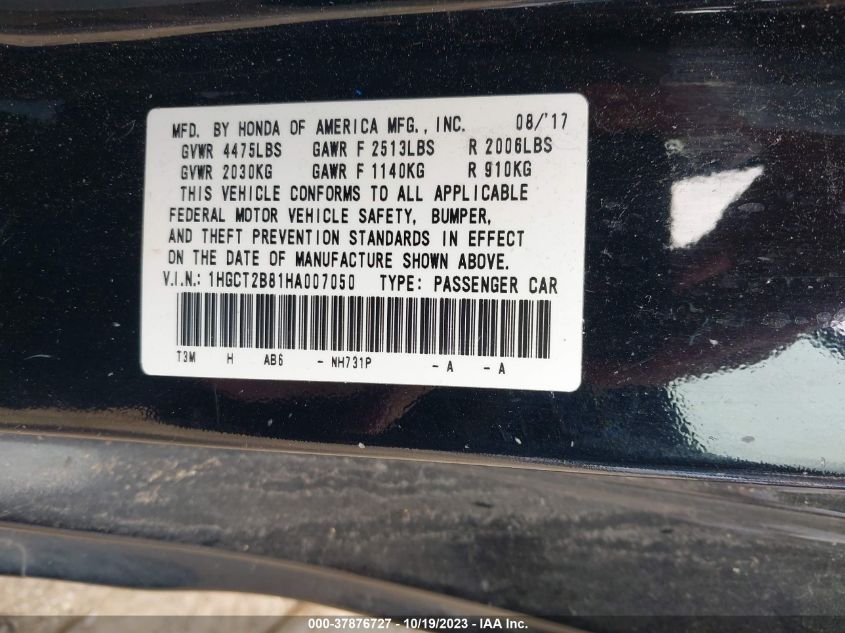 MFD. BY HONDA OF AMERICA MFG., INC. 08/'17
GVWR 4475LBS GAWR F 2513LBS R 2006LBS
GVWR 2030KG GAWR F 1140KG R 910KG
THIS VEHICLE CONFORMS TO ALL APPLICABLE
FEDERAL MOTOR VEHICLE SAFETY, BUMPER,
AND THEFT PREVENTION STANDARDS IN EFFECT
ON THE DATE OF MANUFACTURE SHOWN ABOVE.
V.I.N.: 1HGCT2B81HA007050 TYPE: PASSENGER CAR
T3M H AB6 - NH731P - A - A
000-37876727 - 10/19/2023 - IAA Inc.